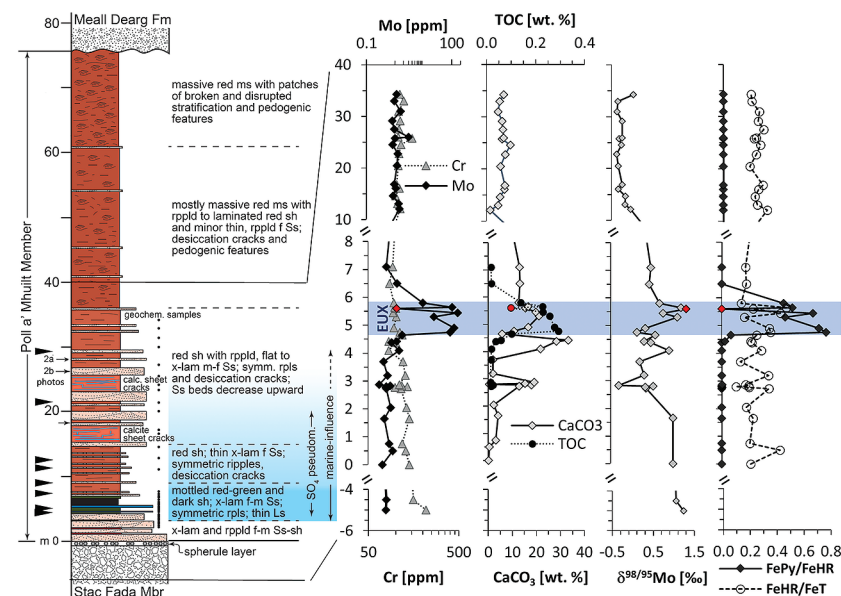 Meall Dearg Fm
80
60
40
20
m 0
Poll a' Mhuilt Member
Stac Fada Mbr
massive red ms with patches
of broken and disrupted
stratification and pedogenic
features
mostly massive red ms with
rppld to laminated red sh
and minor thin, rppld f Ss;
desiccation cracks and
pedogenic features
geochem. samples
2a
2b
photos
calc. sheet
cracks
calcite
sheet cracks
red sh with rppld, flat to
x-lam m-f Ss; symm. rpls
and desiccation cracks;
Ss beds decrease upward
red sh; thin x-lam f Ss;
symmetric ripples,
desiccation cracks
mottled red-green and
dark sh; x-lam f-m Ss;
symmetric rpls; thin Ls
x-lam and rppld f-m Ss-sh
spherule layer
SO4 pseudom.
marine-influence
Mo [ppm]
0.1 10 100
TOC [wt. %]
0.0 0.2 0.4
40
30
20
10
8
7
6
5
4
3
2
1
0
-4
-6
EUX
Cr
Mo
CaCO3
TOC
50 500
Cr [ppm]
0 10 20 30 40
CaCO3 [wt. %]
-0.5 0.5 1.5
δ98/95Mo [‰]
0.0 0.2 0.4 0.6 0.8
FePy/FeHR
FeHR/FeT